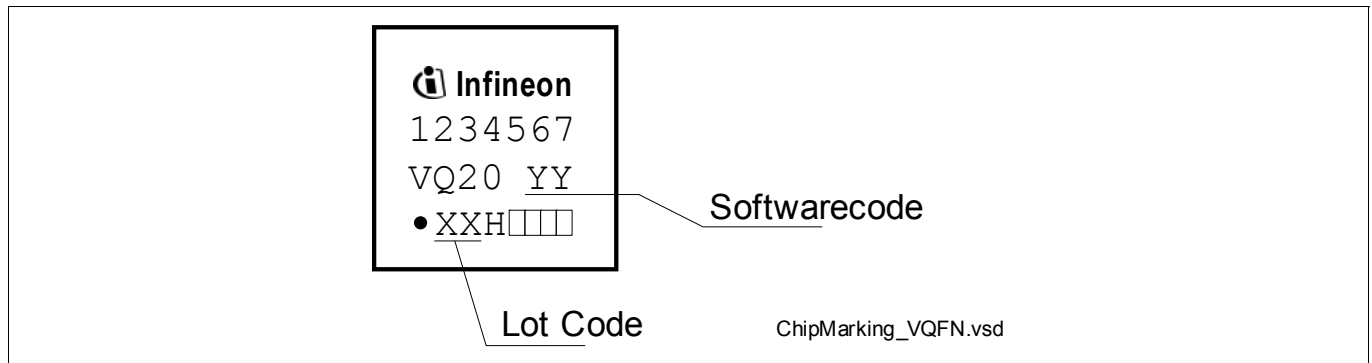 Infineon
1234567
VQ20 YY
Softwarecode
●XXH□□□□
Lot Code
ChipMarking_VQFN.vsd